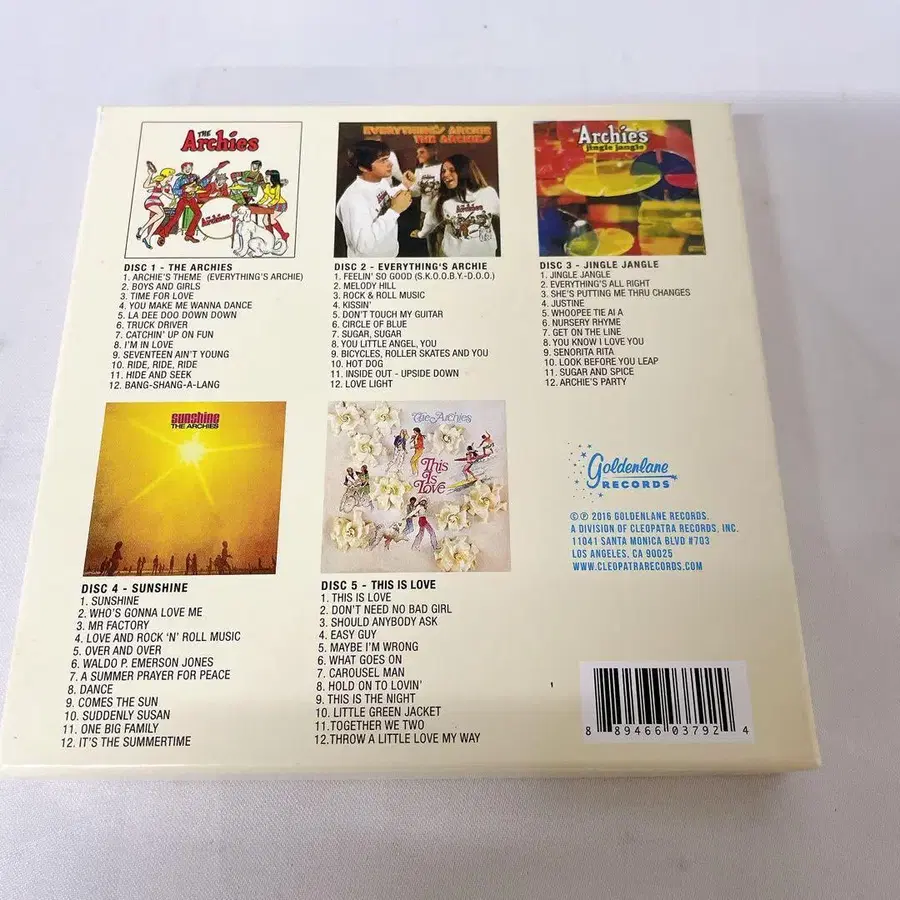 THE
Archies
The
Archies
DISC 1 - THE ARCHIES
1. ARCHIE'S THEME (EVERYTHING'S ARCHIE)
2. BOYS AND GIRLS
3. TIME FOR LOVE
4. YOU MAKE ME WANNA DANCE
5. LA DEE DOO DOWN DOWN
6. TRUCK DRIVER
7. CATCHIN' UP ON FUN
8. I'M IN LOVE
9. SEVENTEEN AIN'T YOUNG
10. RIDE, RIDE, RIDE
11. HIDE AND SEEK
12. BANG-SHANG-A-LANG
EVERYTHING'S ARCHIE
THE ARCHIES
DISC 2 - EVERYTHING'S ARCHIE
1. FEELIN' SO GOOD (S.K.O.O.B.Y.-D.O.O.)
2. MELODY HILL
3. ROCK & ROLL MUSIC
4. KISSIN'
5. DON'T TOUCH MY GUITAR
6. CIRCLE OF BLUE
7. SUGAR, SUGAR
8. YOU LITTLE ANGEL, YOU
9. BICYCLES, ROLLER SKATES AND YOU
10. HOT DOG
11. INSIDE OUT - UPSIDE DOWN
12. LOVE LIGHT
THE
Archies
jingle jangle
DISC 3 - JINGLE JANGLE
1. JINGLE JANGLE
2. EVERYTHING'S ALL RIGHT
3. SHE'S PUTTING ME THRU CHANGES
4. JUSTINE
5. WHOOPEE TIE AI A
6. NURSERY RHYME
7. GET ON THE LINE
8. YOU KNOW I LOVE YOU
9. SENORITA RITA
10. LOOK BEFORE YOU LEAP
11. SUGAR AND SPICE
12. ARCHIE'S PARTY
sunshine
THE ARCHIES
DISC 4 - SUNSHINE
1. SUNSHINE
2. WHO'S GONNA LOVE ME
3. MR FACTORY
4. LOVE AND ROCK 'N' ROLL MUSIC
5. OVER AND OVER
6. WALDO P. EMERSON JONES
7. A SUMMER PRAYER FOR PEACE
8. DANCE
9. COMES THE SUN
10. SUDDENLY SUSAN
11. ONE BIG FAMILY
12. IT'S THE SUMMERTIME
The Archies
This
Is
Love
DISC 5 - THIS IS LOVE
1. THIS IS LOVE
2. DON'T NEED NO BAD GIRL
3. SHOULD ANYBODY ASK
4. EASY GUY
5. MAYBE I'M WRONG
6. WHAT GOES ON
7. CAROUSEL MAN
8. HOLD ON TO LOVIN'
9. THIS IS THE NIGHT
10. LITTLE GREEN JACKET
11.TOGETHER WE TWO
12.THROW A LITTLE LOVE MY WAY
Goldenlane
RECORDS
© ℗ 2016 GOLDENLANE RECORDS.
A DIVISION OF CLEOPATRA RECORDS, INC.
11041 SANTA MONICA BLVD #703
LOS ANGELES, CA 90025
WWW.CLEOPATRARECORDS.COM
8 89466 03792 4